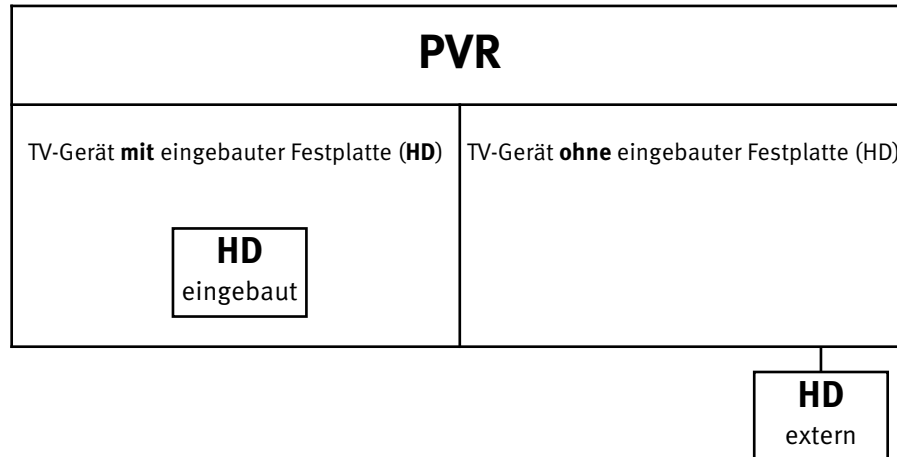 PVR
TV-Gerät mit eingebauter Festplatte (HD)
TV-Gerät ohne eingebauter Festplatte (HD)
HD
eingebaut
HD
extern